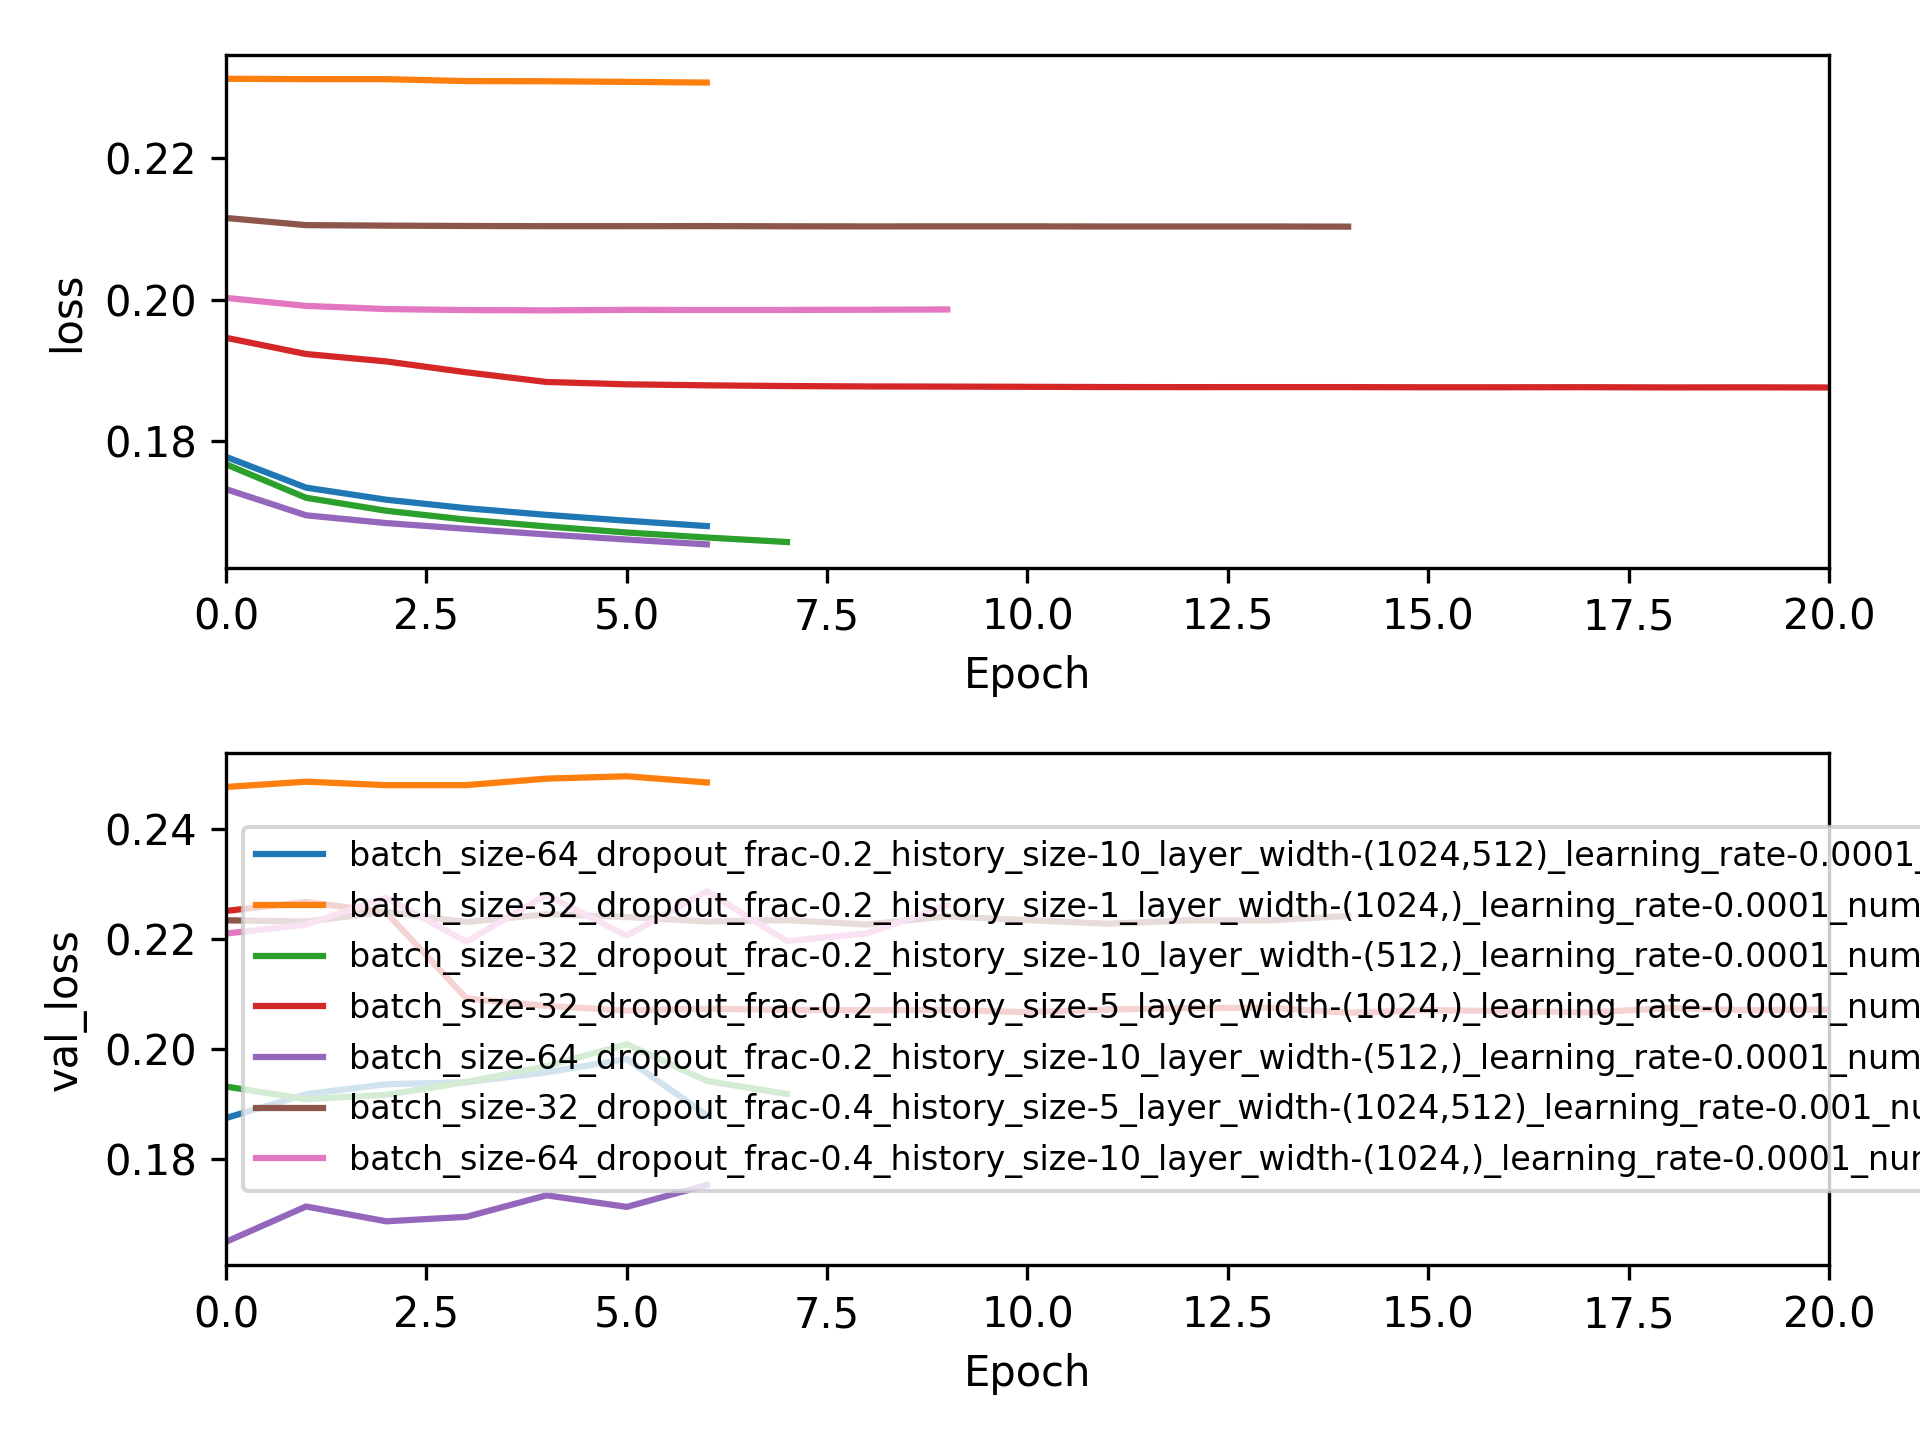 0.22
0.20
0.18
loss
0.0 2.5 5.0 7.5 10.0 12.5 15.0 17.5 20.0
Epoch
0.24
0.22
0.20
0.18
val_loss
batch_size-64_dropout_frac-0.2_history_size-10_layer_width-(1024,512)_learning_rate-0.0001_
batch_size-32_dropout_frac-0.2_history_size-1_layer_width-(1024,)_learning_rate-0.0001_num
batch_size-32_dropout_frac-0.2_history_size-10_layer_width-(512,)_learning_rate-0.0001_num
batch_size-32_dropout_frac-0.2_history_size-5_layer_width-(1024,)_learning_rate-0.0001_num
batch_size-64_dropout_frac-0.2_history_size-10_layer_width-(512,)_learning_rate-0.0001_num
batch_size-32_dropout_frac-0.4_history_size-5_layer_width-(1024,512)_learning_rate-0.001_nu
batch_size-64_dropout_frac-0.4_history_size-10_layer_width-(1024,)_learning_rate-0.0001_nur
0.0 2.5 5.0 7.5 10.0 12.5 15.0 17.5 20.0
Epoch